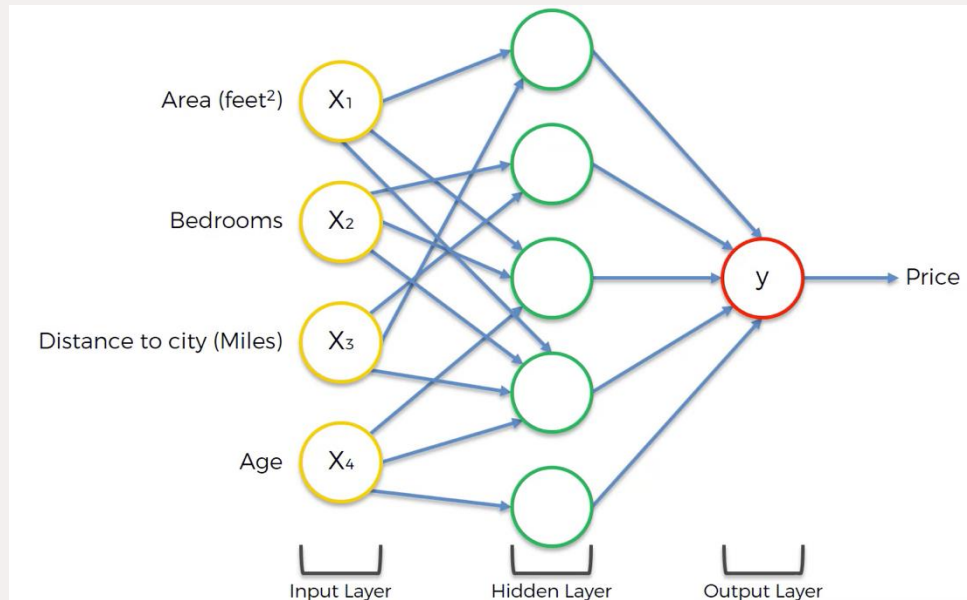 Area (feet²)
X₁
Bedrooms
X₂
Distance to city (Miles)
X₃
Age
X₄
y
Price
Input Layer
Hidden Layer
Output Layer